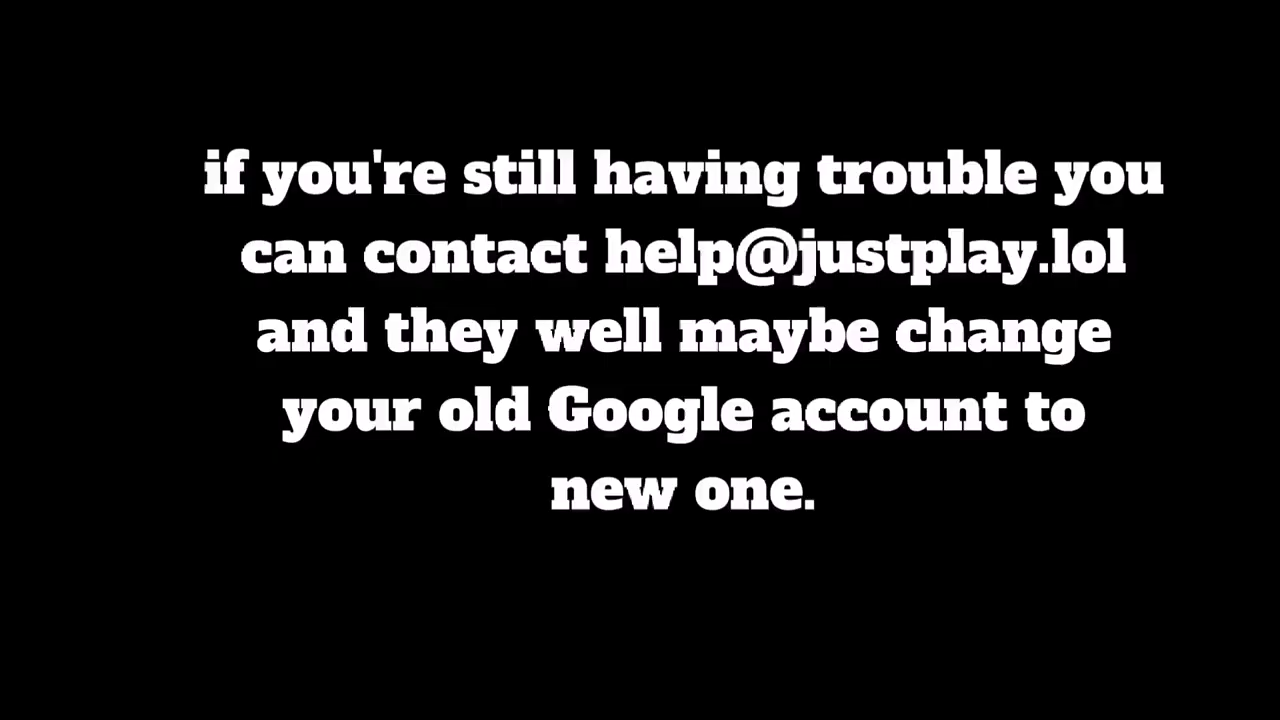 if you're still having trouble you
can contact help@justplay.lol
and they well maybe change
your old Google account to
new one.